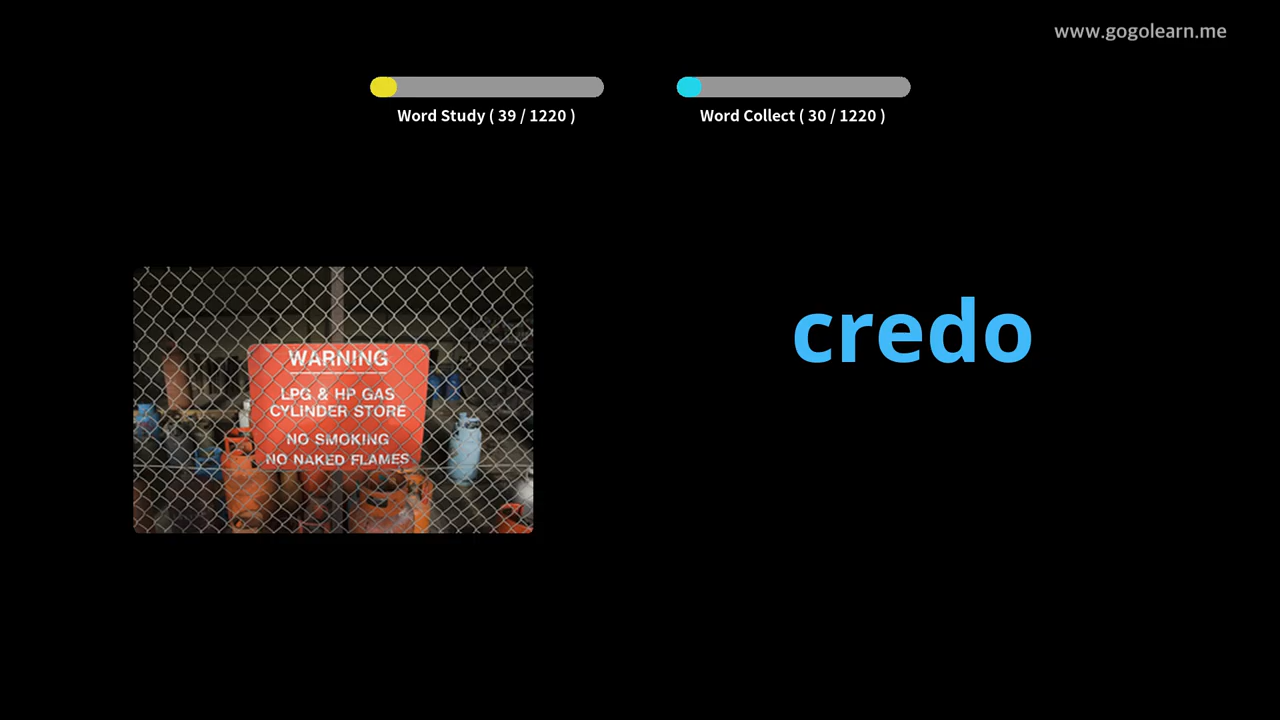 www.gogolearn.me
Word Study ( 39 / 1220 )
Word Collect ( 30 / 1220 )
WARNING
LPG & HP GAS
CYLINDER STORE
NO SMOKING
NO NAKED FLAMES
credo